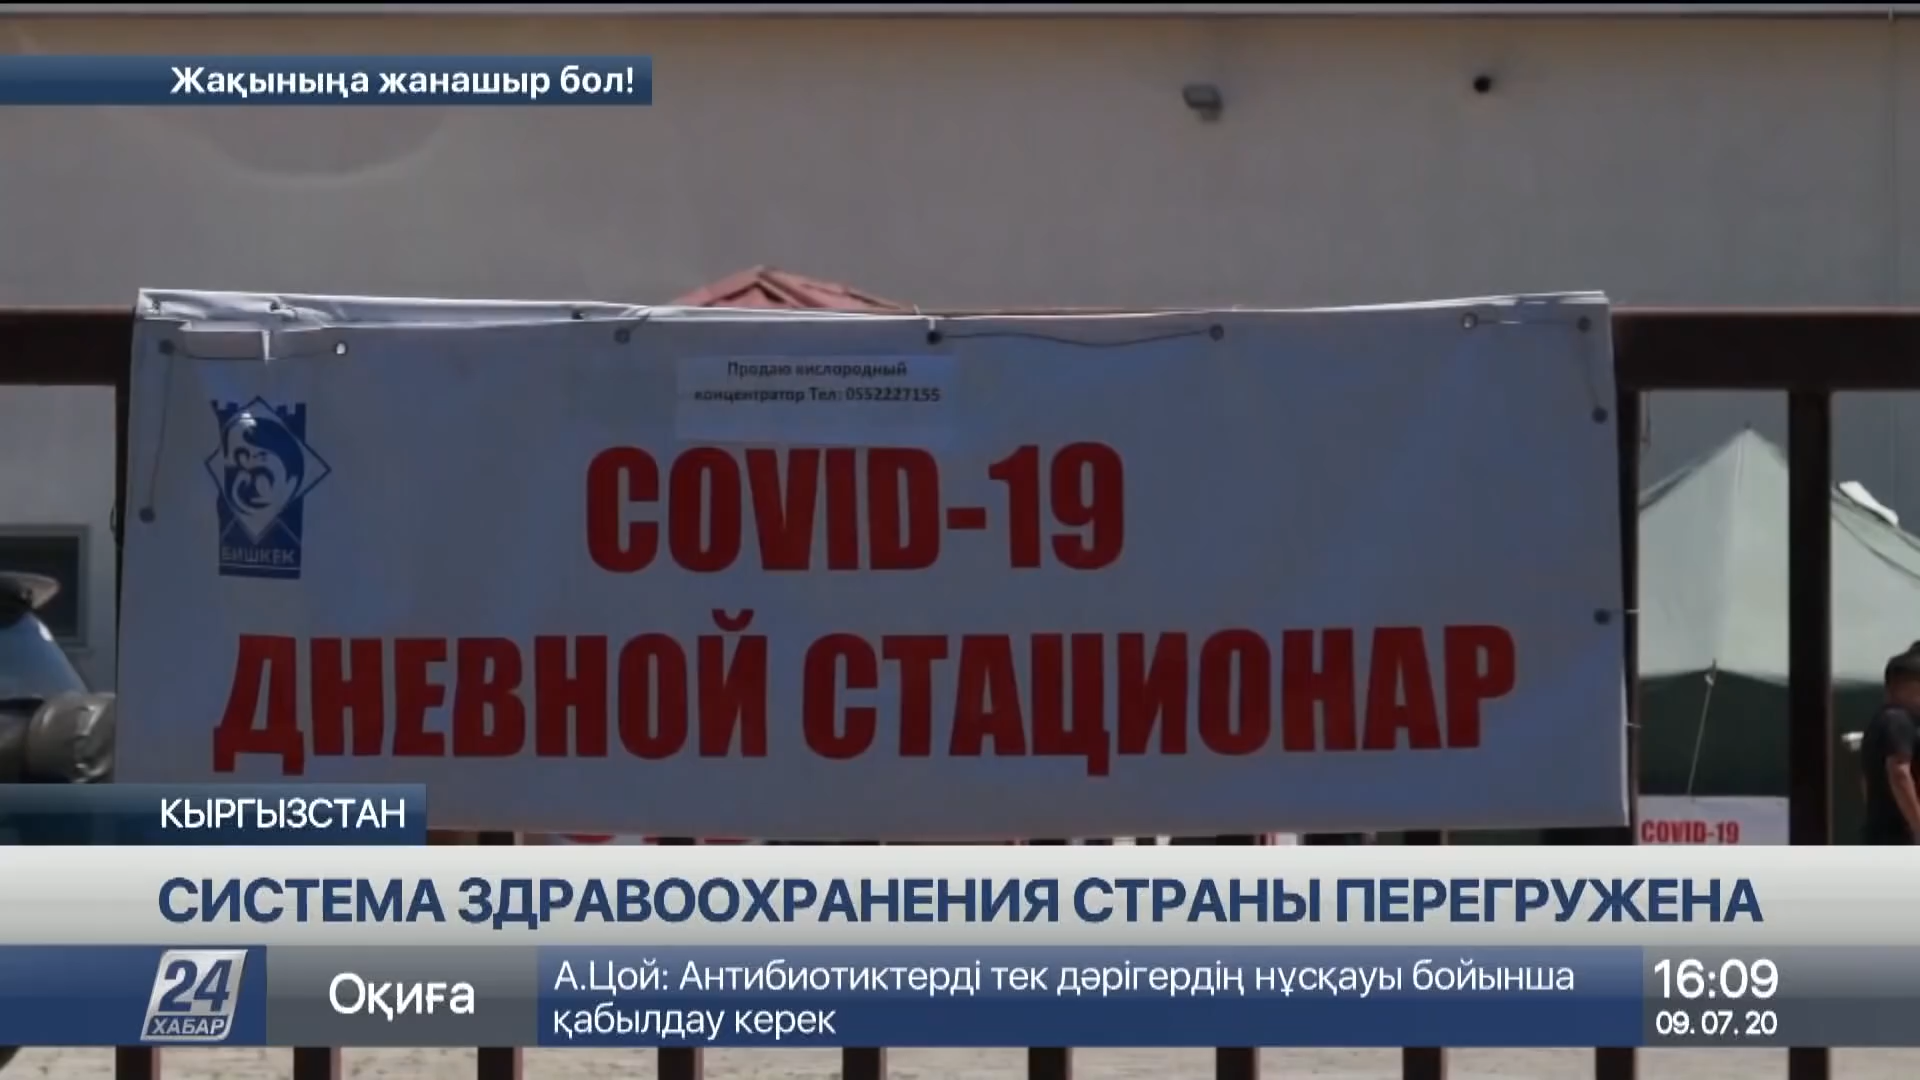 Жақыныңа жанашыр бол!
Продаю кислородный
концентратор Тел: 0552227155
БИШКЕК
COVID-19
ДНЕВНОЙ СТАЦИОНАР
COVID-19
КЫРГЫЗСТАН
СИСТЕМА ЗДРАВООХРАНЕНИЯ СТРАНЫ ПЕРЕГРУЖЕНА
24
ХАБАР
Оқиға
А.Цой: Антибиотиктерді тек дәрігердің нұсқауы бойынша
қабылдау керек
16:09
09. 07. 20